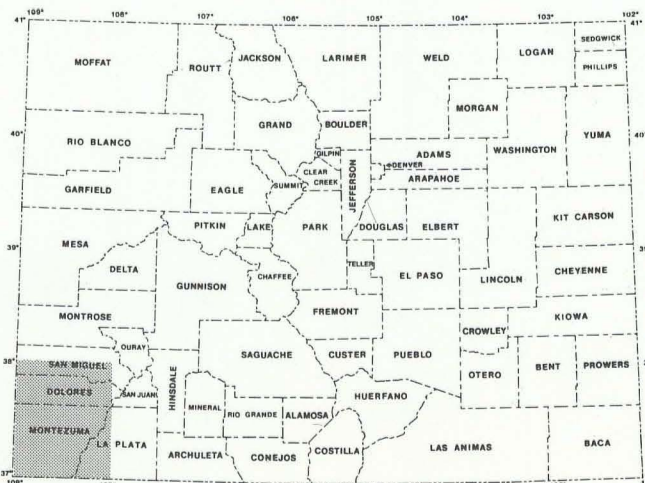 109° 108° 107° 106° 105° 104° 103° 102°
41° 41°
MOFFAT
ROUTT
JACKSON
LARIMER
WELD
LOGAN
SEDGWICK
PHILLIPS
MORGAN
GRAND
BOULDER
40° 40°
RIO BLANCO
GILPIN
ADAMS
DENVER
WASHINGTON
YUMA
GARFIELD
EAGLE
SUMMIT
CLEAR
CREEK
JEFFERSON
ARAPAHOE
PITKIN
LAKE
PARK
DOUGLAS
ELBERT
KIT CARSON
39°
MESA
DELTA
GUNNISON
CHAFFEE
TELLER
EL PASO
LINCOLN
CHEYENNE
MONTROSE
FREMONT
CROWLEY
KIOWA
OURAY
38°
SAN MIGUEL
SAGUACHE
CUSTER
PUEBLO
OTERO
BENT
PROWERS
DOLORES
SAN JUAN
HINSDALE
MINERAL
RIO GRANDE
ALAMOSA
HUERFANO
MONTEZUMA
LA PLATA
ARCHULETA
CONEJOS
COSTILLA
LAS ANIMAS
BACA
37°
109°